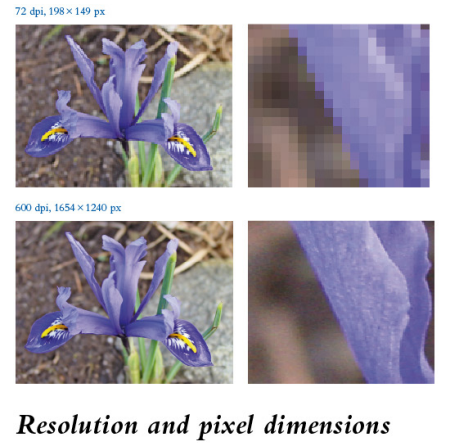 72 dpi, 198 × 149 px
600 dpi, 1654 × 1240 px
Resolution and pixel dimensions